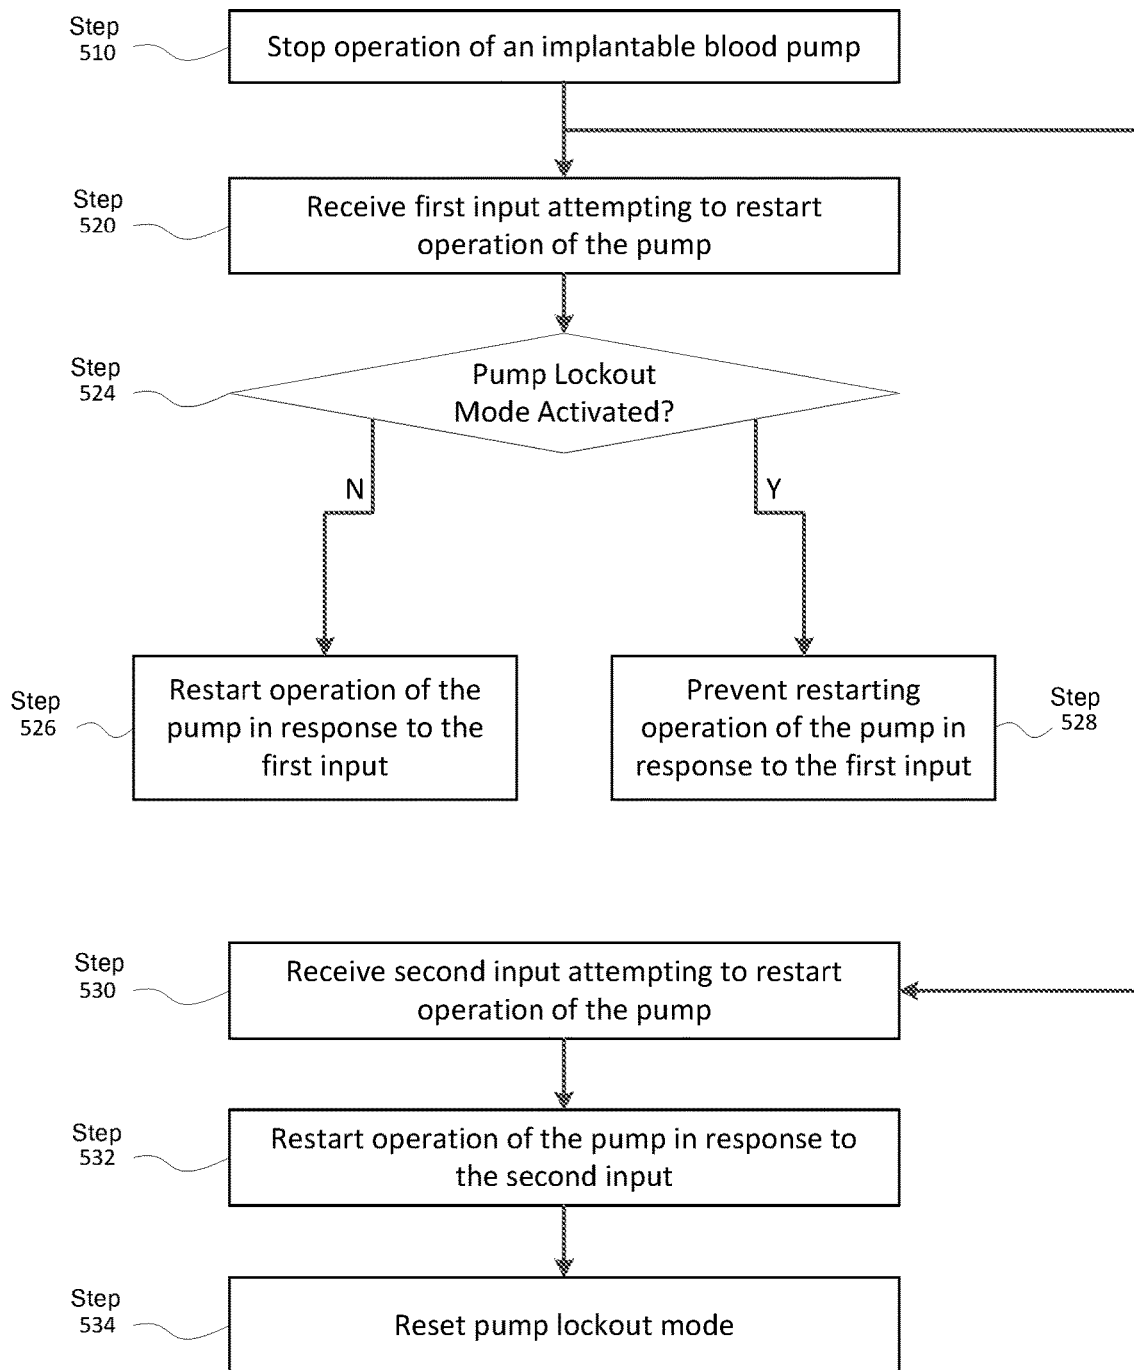 Step
510
Stop operation of an implantable blood pump
Step
520
Receive first input attempting to restart
operation of the pump
Step
524
Pump Lockout
Mode Activated?
N
Y
Step
526
Restart operation of the
pump in response to the
first input
Prevent restarting
operation of the pump in
response to the first input
Step
528
Step
530
Receive second input attempting to restart
operation of the pump
Step
532
Restart operation of the pump in response to
the second input
Step
534
Reset pump lockout mode